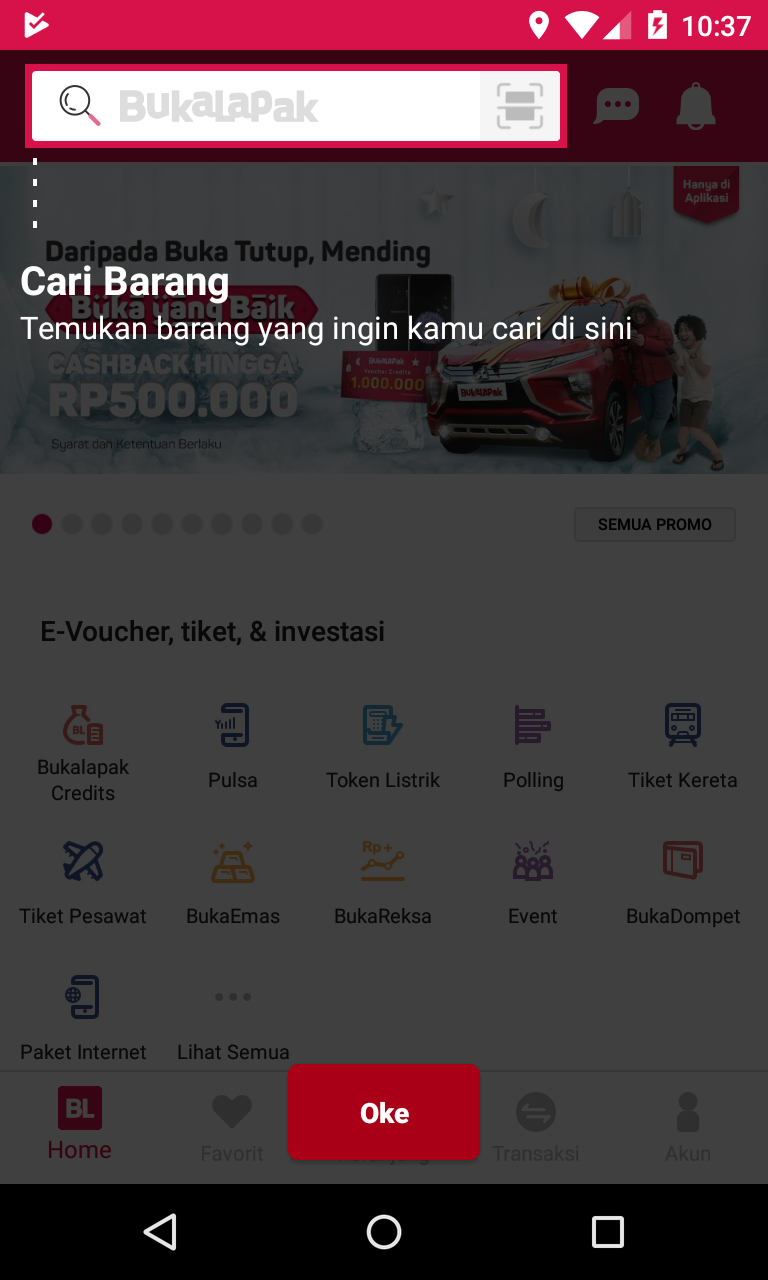 10:37
BukaLapak
Hanya di
Aplikasi
Daripada Buka Tutup, Mending
Cari Barang
Buka yang Baik
Temukan barang yang ingin kamu cari di sini
CASHBACK HINGGA
RP500.000
BukaLapak
Voucher Credits
1.000.000
BukaLapak
Syarat dan Ketentuan Berlaku
SEMUA PROMO
E-Voucher, tiket, & investasi
BL
Bukalapak
Credits
Pulsa
Token Listrik
Polling
Tiket Kereta
Rp +
Tiket Pesawat
BukaEmas
BukaReksa
Event
BukaDompet
Paket Internet
Lihat Semua
Oke
BL
Home
Favorit
Transaksi
Akun